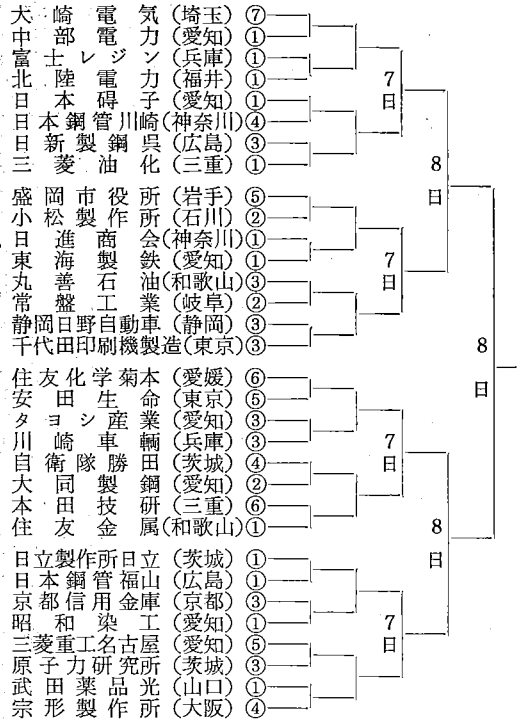 大崎電気(埼玉)⑦
中部電力(愛知)①
富士レジン(兵庫)①
北陸電力(福井)①
日本碍子(愛知)①
日本鋼管川崎(神奈川)④
日新製鋼呉(広島)③
三菱油化(三重)①
盛岡市役所(岩手)⑤
小松製作所(石川)②
日進商会(神奈川)①
東海製鉄(愛知)①
丸善石油(和歌山)③
常盤工業(岐阜)②
静岡日野自動車(静岡)③
千代田印刷機製造(東京)③
住友化学菊本(愛媛)⑥
安田生命(東京)⑤
タヨシ産業(愛知)③
川崎車輌(兵庫)③
自衛隊勝田(茨城)④
大同製鋼(愛知)②
本田技研(三重)⑥
住友金属(和歌山)①
日立製作所日立(茨城)①
日本鋼管福山(広島)①
京都信用金庫(京都)③
昭和染工(愛知)①
三菱重工名古屋(愛知)⑤
原子力研究所(茨城)③
武田薬品光(山口)①
宗形製作所(大阪)④
7日
7日
7日
7日
8日
8日
8日